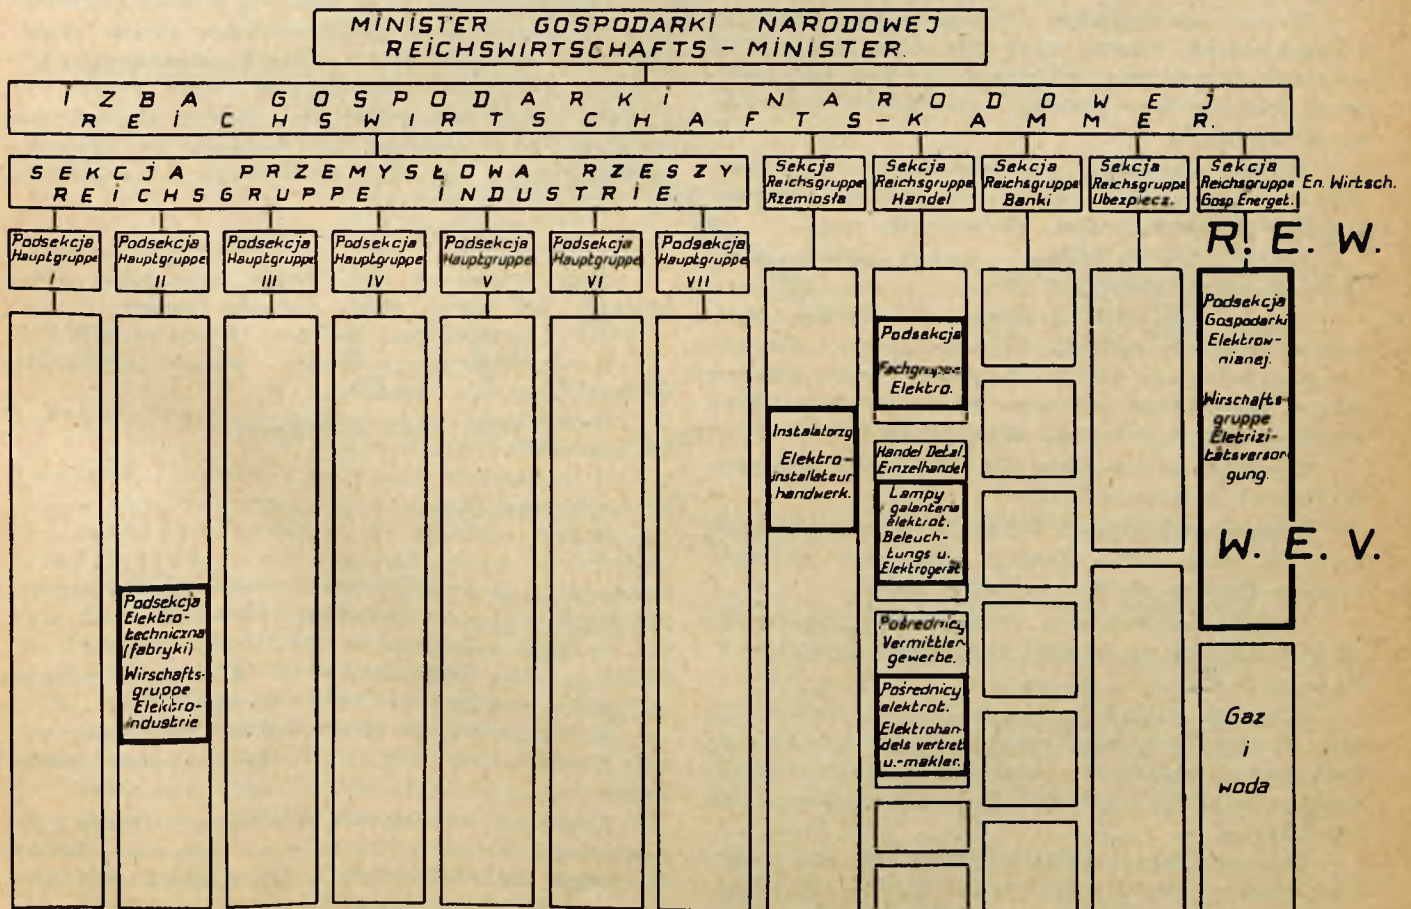 MINISTER GOSPODARKI NARODOWEJ
REICHSWIRTSCHAFTS - MINISTER.
IZBA GOSPODARKI NARODOWEJ
REICHSWIRTSCHAFTS-KAMMER.
SEKCJA PRZEMYSŁOWA RZESZY
REICHSGRUPPE INDUSTRIE
Sekcja
Reichsgruppe
Rzemiosła
Sekcja
Reichsgruppe
Handel
Sekcja
Reichsgruppe
Banki
Sekcja
Reichsgruppe
Ubezpiecz.
Sekcja
Reichsgruppe
Gosp Energet.
En. Wirtsch.
R. E. W.
Podsekcja
Hauptgruppe
I
Podsekcja
Hauptgruppe
II
Podsekcja
Hauptgruppe
III
Podsekcja
Hauptgruppe
IV
Podsekcja
Hauptgruppe
V
Podsekcja
Hauptgruppe
VI
Podsekcja
Hauptgruppe
VII
Podsekcja
Elektro-
techniczna
(fabryki)
Wirschafts-
gruppe
Elektro-
industrie
Instalatorzy
Elektro-
installateur
handwerk.
Podsekcja
Fachgruppe
Elektro.
Handel Detal.
Einzelhandel
Lampy
galanteria
elektrot.
Beleuch-
tungs u.
Elektrogerät
Pośrednicy
Vermittler
gewerbe.
Pośrednicy
elektrot.
Elektrohan-
dels vertret
u.-makler.
Podsekcja
Gospodarki
Elektrow-
nianej.
Wirschafts-
gruppe
Eletrizi-
tätsversor
gung.
W. E. V.
Gaz
i
woda